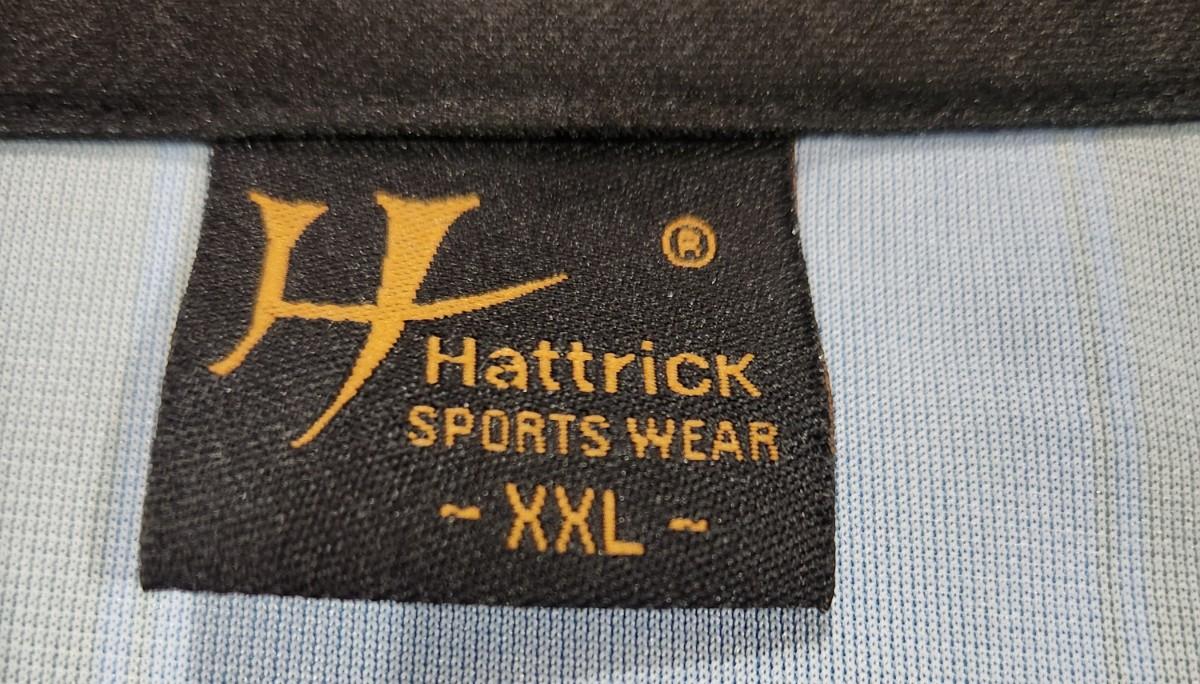 H ®
HattricK
SPORTS WEAR
~ XXL ~